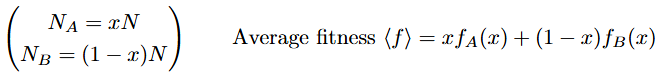 N_A = xN
N_B = (1 − x)N
Average fitness ⟨f⟩ = xf_A(x) + (1 − x)f_B(x)